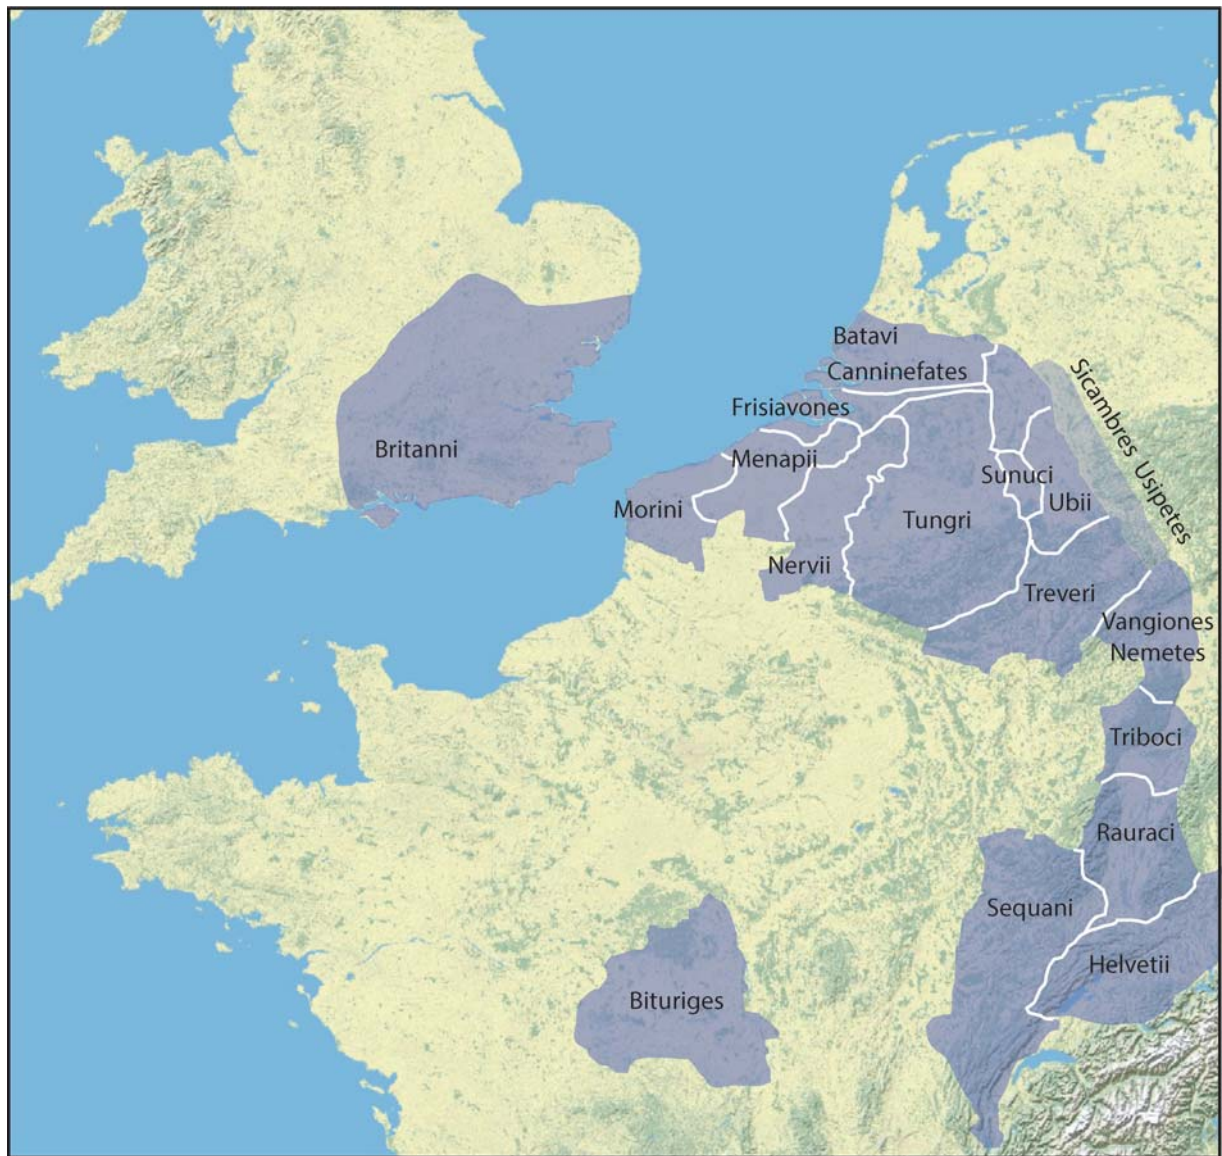 Batavi
Canninefates
Sicambres Usipetes
Frisiavones
Britanni
Menapii
Sunuci
Morini
Ubii
Tungri
Nervii
Treveri
Vangiones
Nemetes
Triboci
Rauraci
Sequani
Helvetii
Bituriges